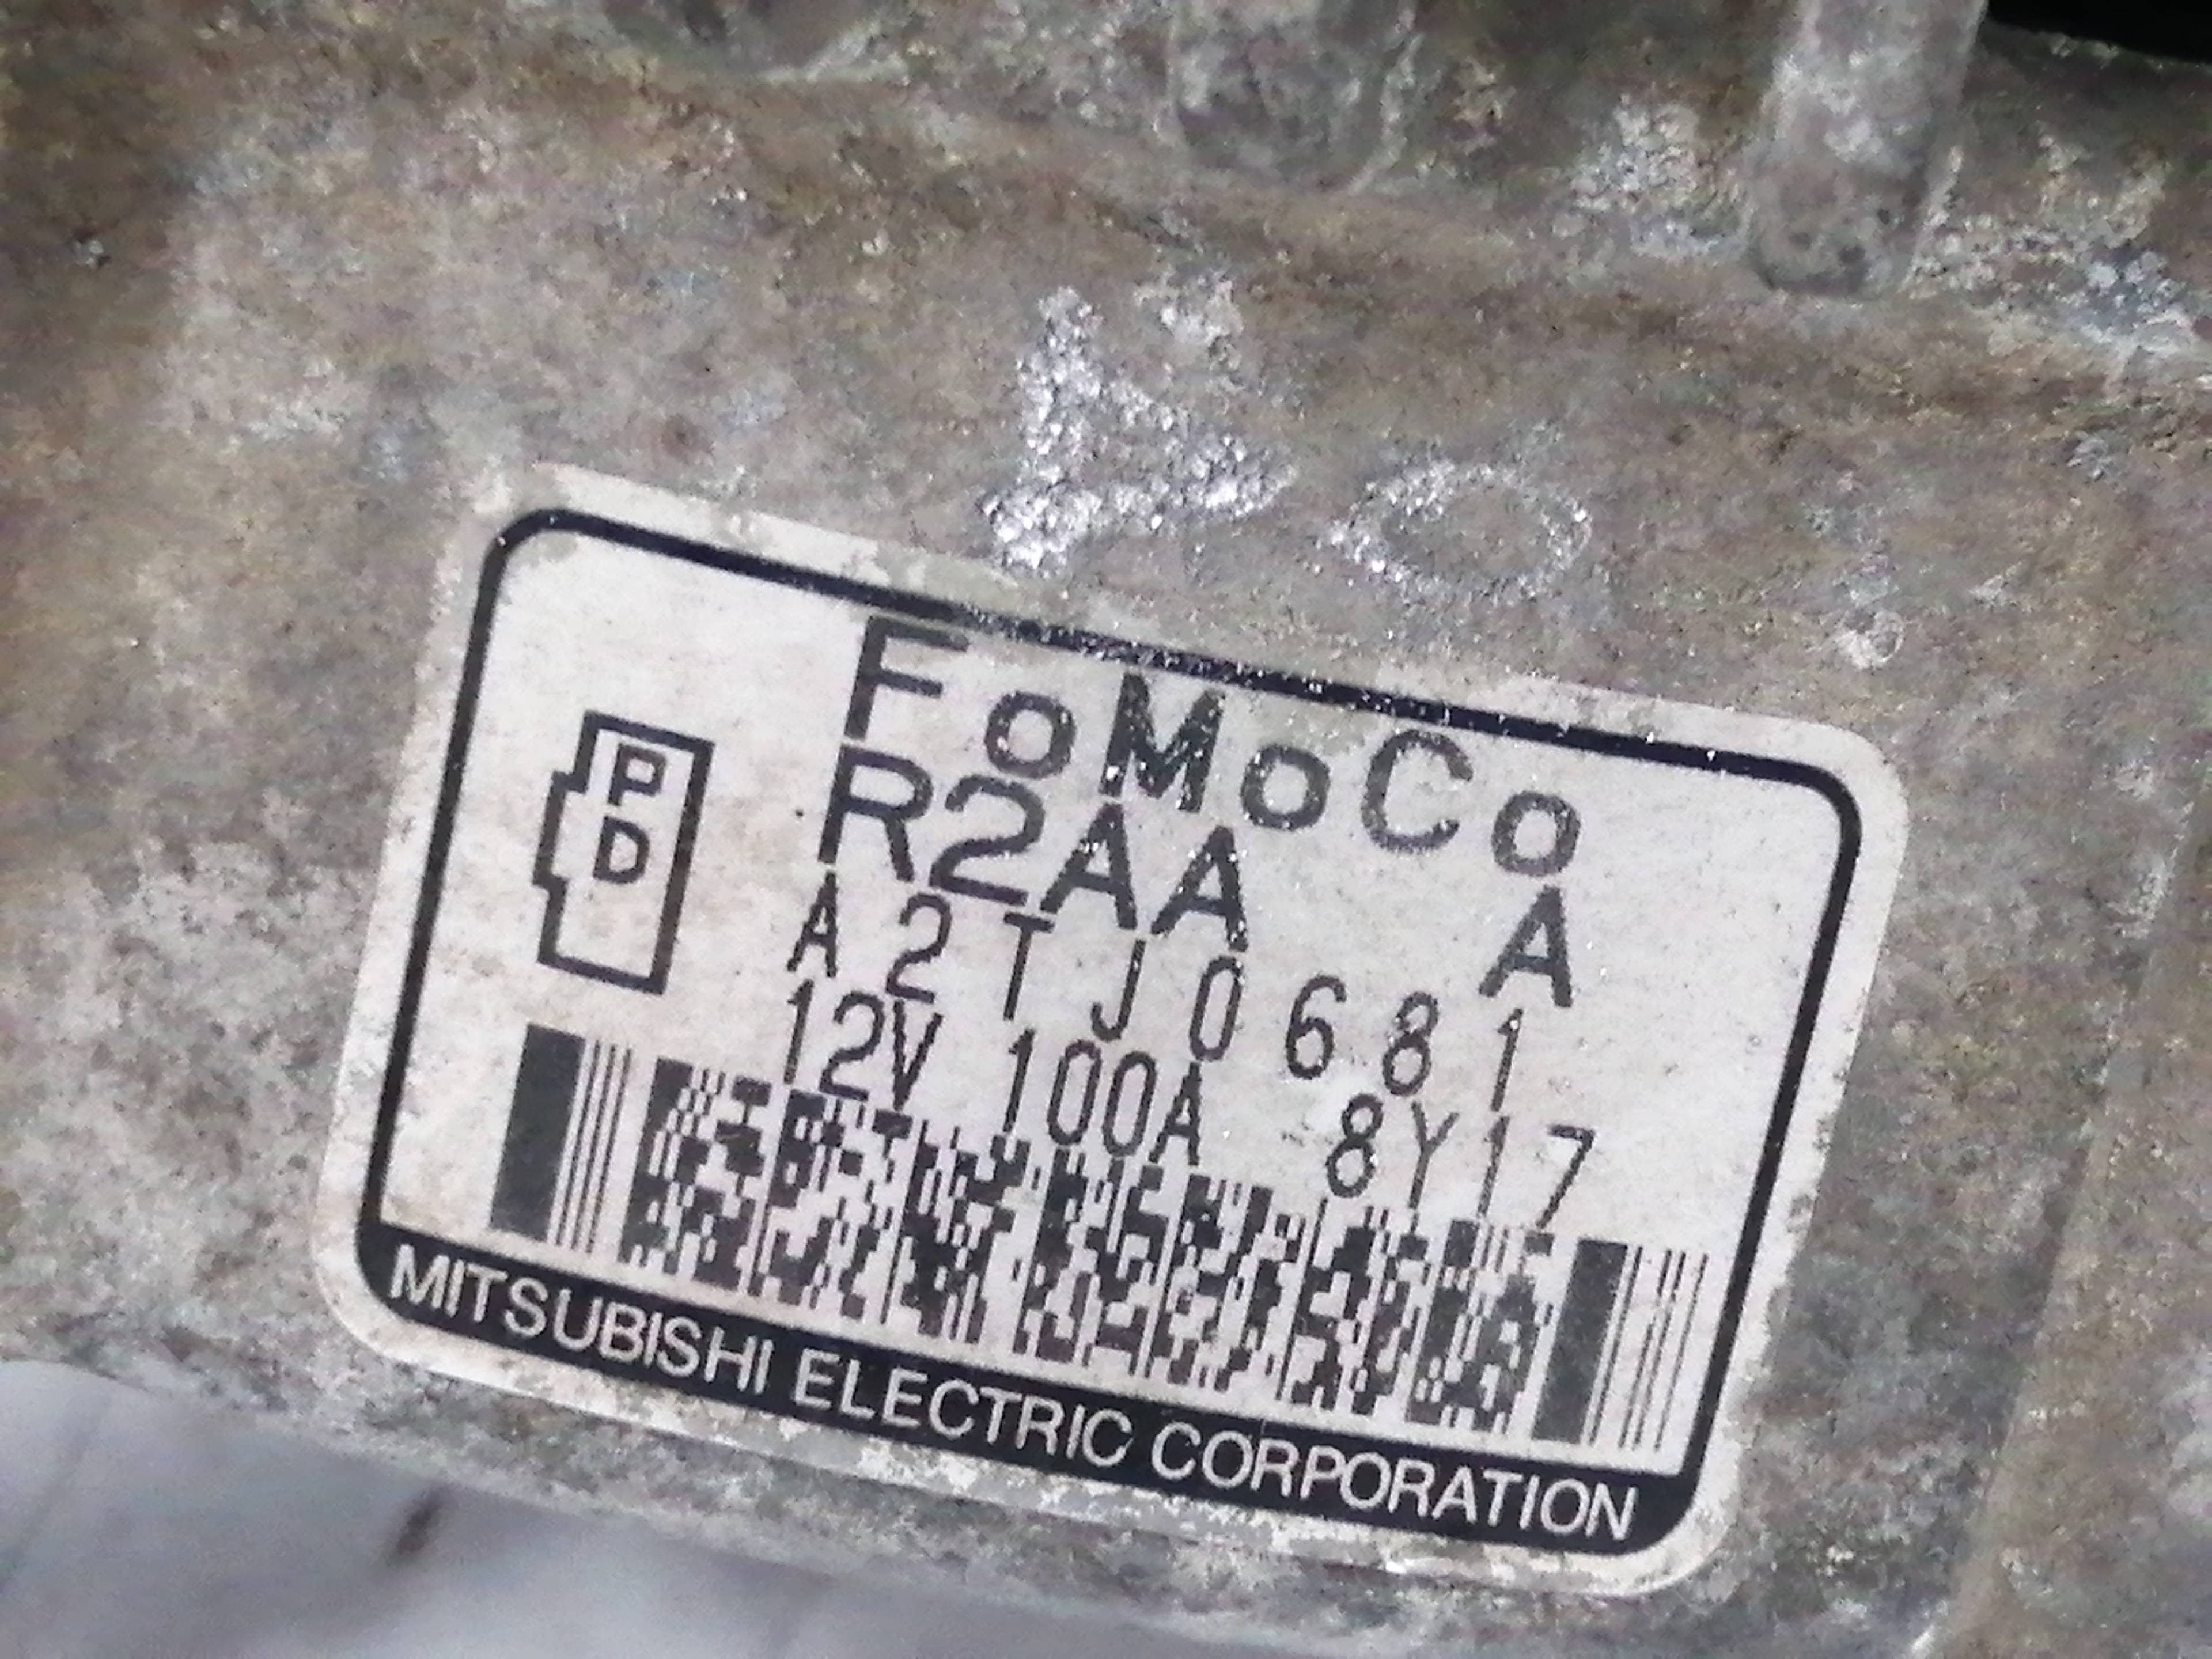 FoMoCo
R2AA A
A2TJ0681
12V 100A 8Y17
P
D
MITSUBISHI ELECTRIC CORPORATION